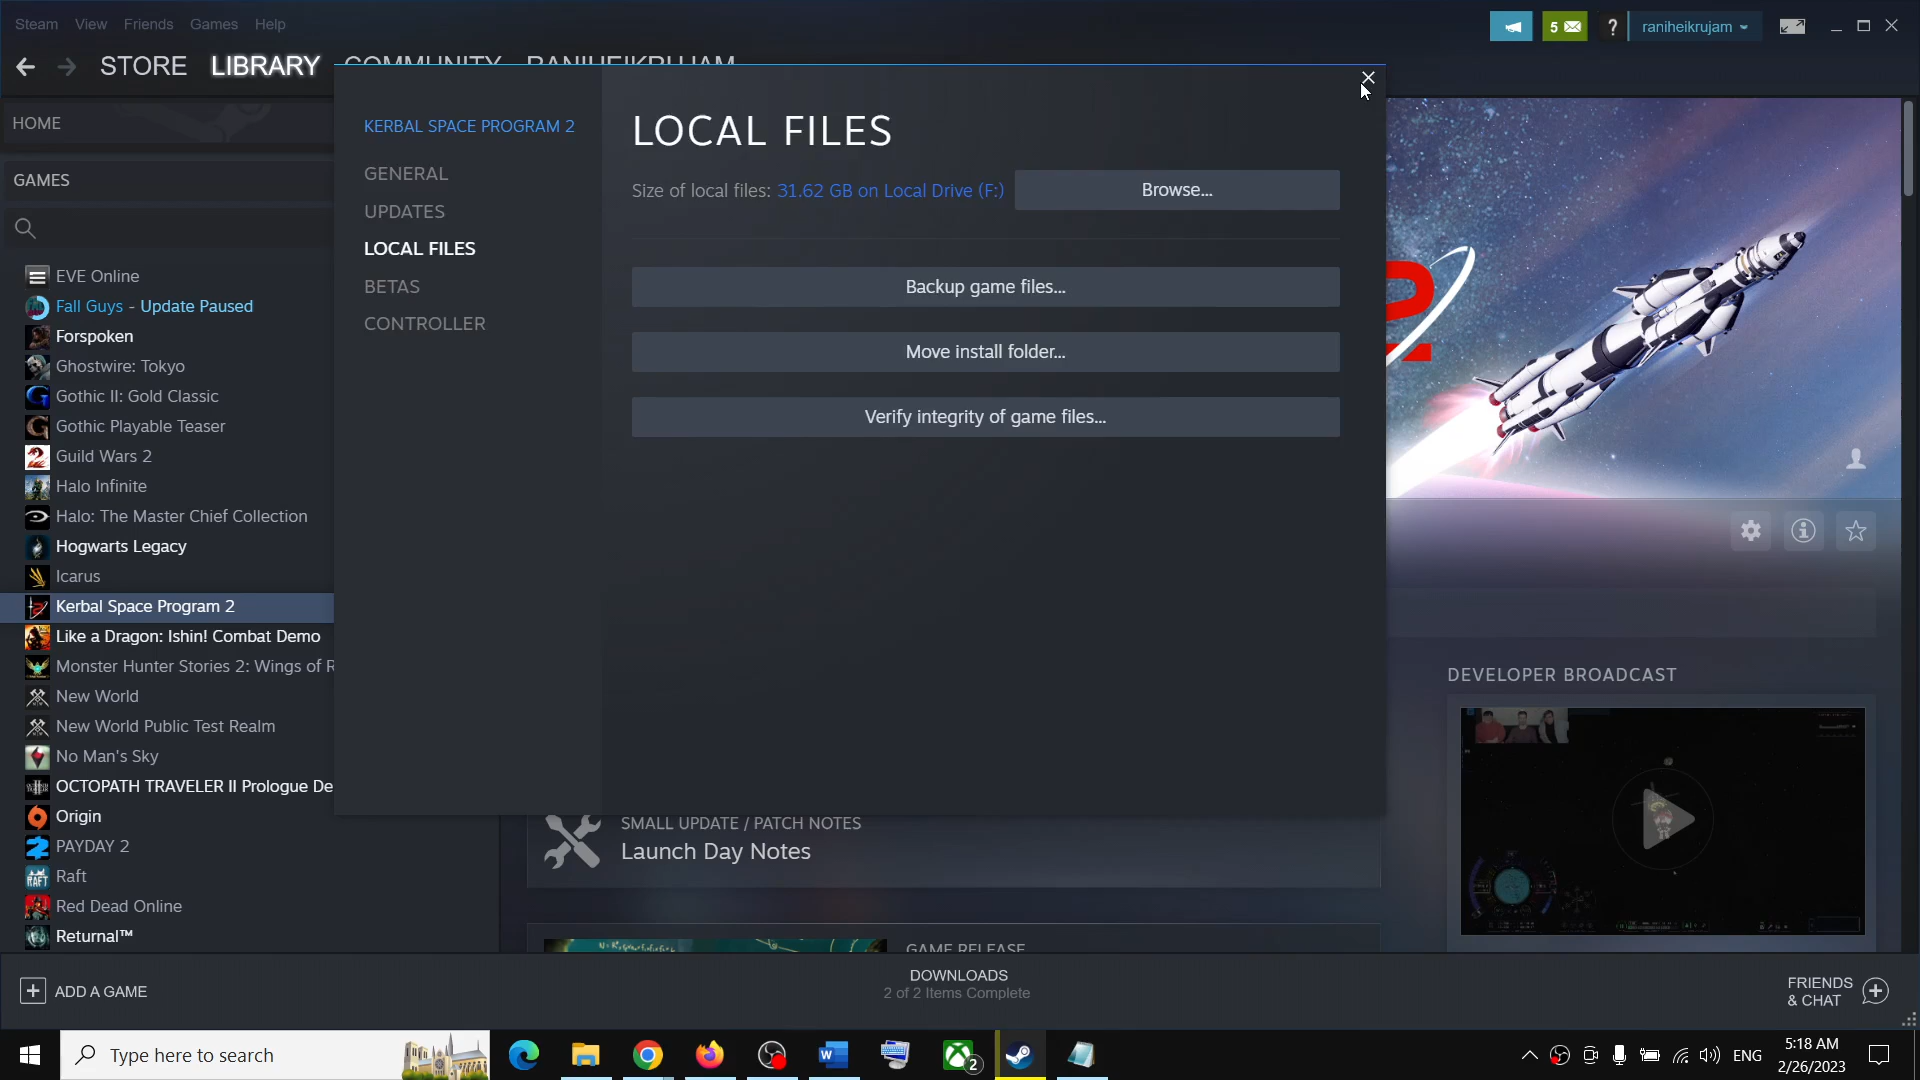 Steam View Friends Games Help
5
?
raniheikrujam
STORE LIBRARY COMMUNITY RANIHEIKRUJAM
HOME
GAMES
EVE Online
Fall Guys - Update Paused
Forspoken
Ghostwire: Tokyo
Gothic II: Gold Classic
Gothic Playable Teaser
Guild Wars 2
Halo Infinite
Halo: The Master Chief Collection
Hogwarts Legacy
Icarus
Kerbal Space Program 2
Like a Dragon: Ishin! Combat Demo
Monster Hunter Stories 2: Wings of R
New World
New World Public Test Realm
No Man's Sky
OCTOPATH TRAVELER II Prologue De
Origin
PAYDAY 2
Raft
Red Dead Online
Returnal™
KERBAL SPACE PROGRAM 2
GENERAL
UPDATES
LOCAL FILES
BETAS
CONTROLLER
LOCAL FILES
Size of local files: 31.62 GB on Local Drive (F:)
Browse...
Backup game files...
Move install folder...
Verify integrity of game files...
2
DEVELOPER BROADCAST
SMALL UPDATE / PATCH NOTES
Launch Day Notes
GAME RELEASE
ADD A GAME
DOWNLOADS
2 of 2 Items Complete
FRIENDS
& CHAT
Type here to search
2
ENG
5:18 AM
2/26/2023